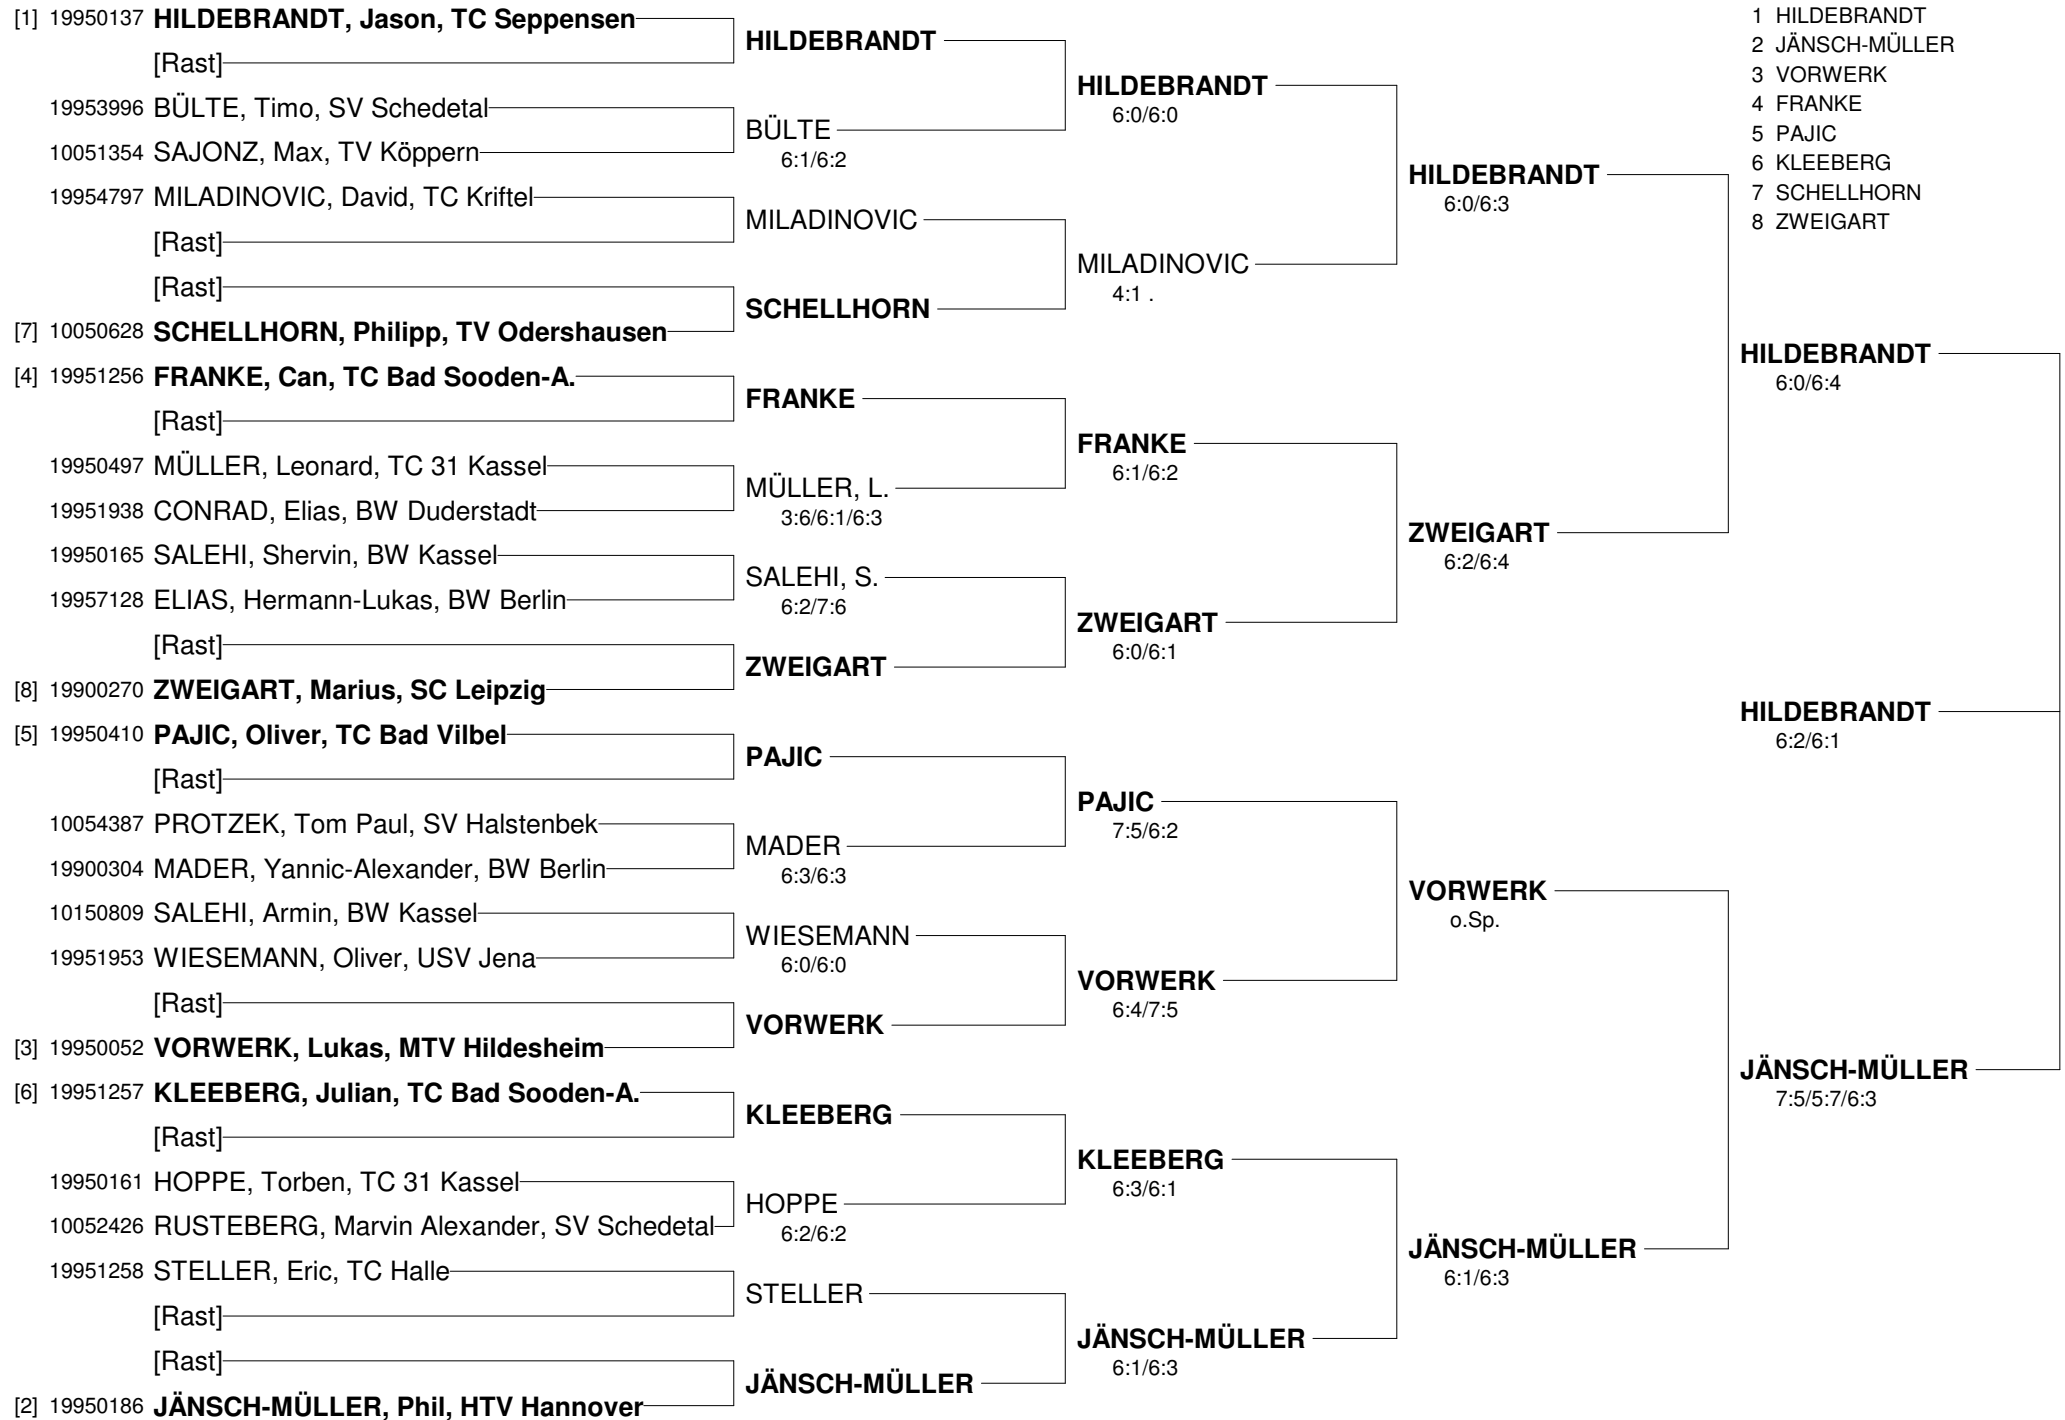 [1] 19950137 HILDEBRANDT, Jason, TC Seppensen
[Rast]
19953996 BÜLTE, Timo, SV Schedetal
10051354 SAJONZ, Max, TV Köppern
19954797 MILADINOVIC, David, TC Kriftel
[Rast]
[Rast]
[7] 10050628 SCHELLHORN, Philipp, TV Odershausen
[4] 19951256 FRANKE, Can, TC Bad Sooden-A.
[Rast]
19950497 MÜLLER, Leonard, TC 31 Kassel
19951938 CONRAD, Elias, BW Duderstadt
19950165 SALEHI, Shervin, BW Kassel
19957128 ELIAS, Hermann-Lukas, BW Berlin
[Rast]
[8] 19900270 ZWEIGART, Marius, SC Leipzig
[5] 19950410 PAJIC, Oliver, TC Bad Vilbel
[Rast]
10054387 PROTZEK, Tom Paul, SV Halstenbek
19900304 MADER, Yannic-Alexander, BW Berlin
10150809 SALEHI, Armin, BW Kassel
19951953 WIESEMANN, Oliver, USV Jena
[Rast]
[3] 19950052 VORWERK, Lukas, MTV Hildesheim
[6] 19951257 KLEEBERG, Julian, TC Bad Sooden-A.
[Rast]
19950161 HOPPE, Torben, TC 31 Kassel
10052426 RUSTEBERG, Marvin Alexander, SV Schedetal
19951258 STELLER, Eric, TC Halle
[Rast]
[Rast]
[2] 19950186 JÄNSCH-MÜLLER, Phil, HTV Hannover
HILDEBRANDT
BÜLTE
6:1/6:2
MILADINOVIC
SCHELLHORN
FRANKE
MÜLLER, L.
3:6/6:1/6:3
SALEHI, S.
6:2/7:6
ZWEIGART
PAJIC
MADER
6:3/6:3
WIESEMANN
6:0/6:0
VORWERK
KLEEBERG
HOPPE
6:2/6:2
STELLER
JÄNSCH-MÜLLER
HILDEBRANDT
6:0/6:0
MILADINOVIC
4:1 .
FRANKE
6:1/6:2
ZWEIGART
6:0/6:1
PAJIC
7:5/6:2
VORWERK
6:4/7:5
KLEEBERG
6:3/6:1
JÄNSCH-MÜLLER
6:1/6:3
HILDEBRANDT
6:0/6:3
ZWEIGART
6:2/6:4
VORWERK
o.Sp.
JÄNSCH-MÜLLER
6:1/6:3
HILDEBRANDT
6:0/6:4
JÄNSCH-MÜLLER
7:5/5:7/6:3
HILDEBRANDT
6:2/6:1
1 HILDEBRANDT
2 JÄNSCH-MÜLLER
3 VORWERK
4 FRANKE
5 PAJIC
6 KLEEBERG
7 SCHELLHORN
8 ZWEIGART